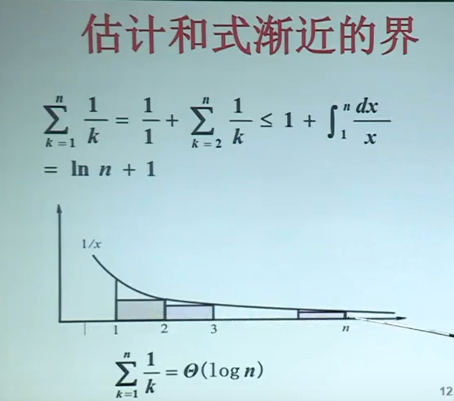 估计和式渐近的界
\sum_{k=1}^{n} \frac{1}{k} = \frac{1}{1} + \sum_{k=2}^{n} \frac{1}{k} \leq 1 + \int_{1}^{n} \frac{dx}{x}
= ln n + 1
1/x
1 2 3 n
\sum_{k=1}^{n} \frac{1}{k} = \Theta(log n)
12